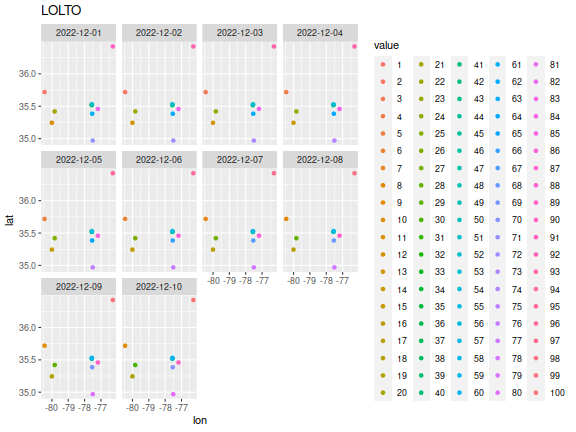 LOLTO
2022-12-01 2022-12-02 2022-12-03 2022-12-04
36.0
35.5
35.0
2022-12-05 2022-12-06 2022-12-07 2022-12-08
36.0
35.5
35.0
-80 -79 -78 -77 -80 -79 -78 -77
2022-12-09 2022-12-10
36.0
35.5
35.0
-80 -79 -78 -77 -80 -79 -78 -77
lat
lon
value
1 21 41 61 81
2 22 42 62 82
3 23 43 63 83
4 24 44 64 84
5 25 45 65 85
6 26 46 66 86
7 27 47 67 87
8 28 48 68 88
9 29 49 69 89
10 30 50 70 90
11 31 51 71 91
12 32 52 72 92
13 33 53 73 93
14 34 54 74 94
15 35 55 75 95
16 36 56 76 96
17 37 57 77 97
18 38 58 78 98
19 39 59 79 99
20 40 60 80 100